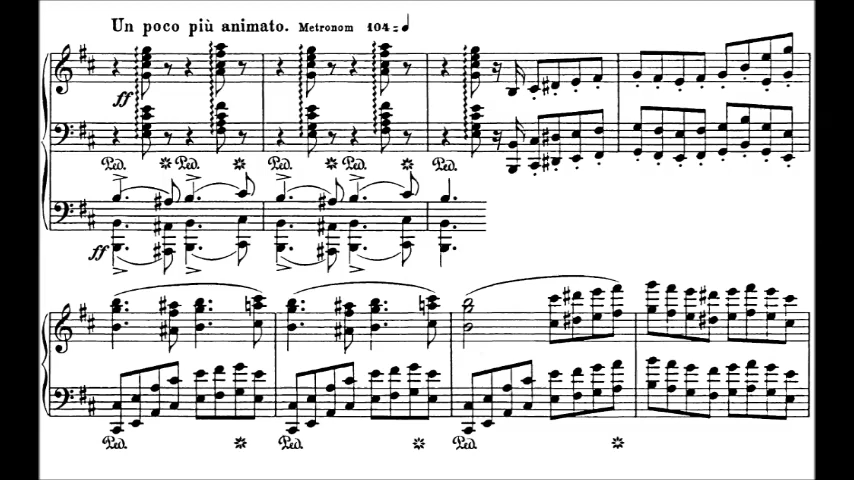 Un poco più animato. Metronom 104 = ♩
ff
Ped. * Ped. * Ped. * Ped. * Ped.
ff
Ped. * Ped. * Ped. *